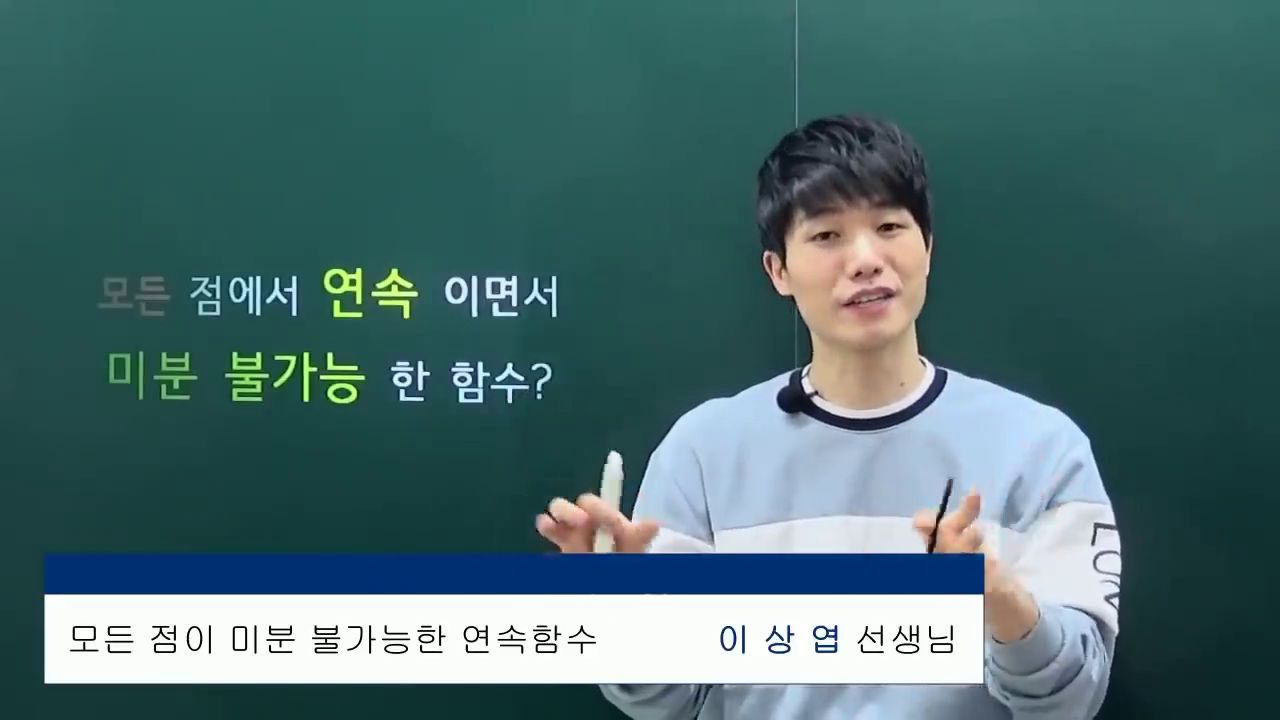 모든 점에서 연속 이면서
미분 불가능 한 함수?
모든 점이 미분 불가능한 연속함수
이 상 엽 선생님